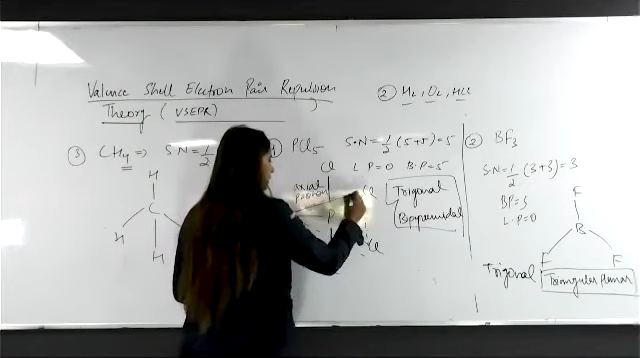 Valence Shell Electron Pair Repulsion
Theory ( VSEPR )
② H₂, O₂, HCl
③ CH₄ ⇒ S.N = 1/2
H
C
H
H
PCl₅ S.N = 1/2 (5+5) = 5
L P = 0 B.P = 5
Cl
axial
Cl
P
Cl
Trigonal
Bipyramidal
② BF₃
S.N = 1/2 (3+3) = 3
BP = 3
L.P = 0
F
B
F F
Trigonal Triangular planar